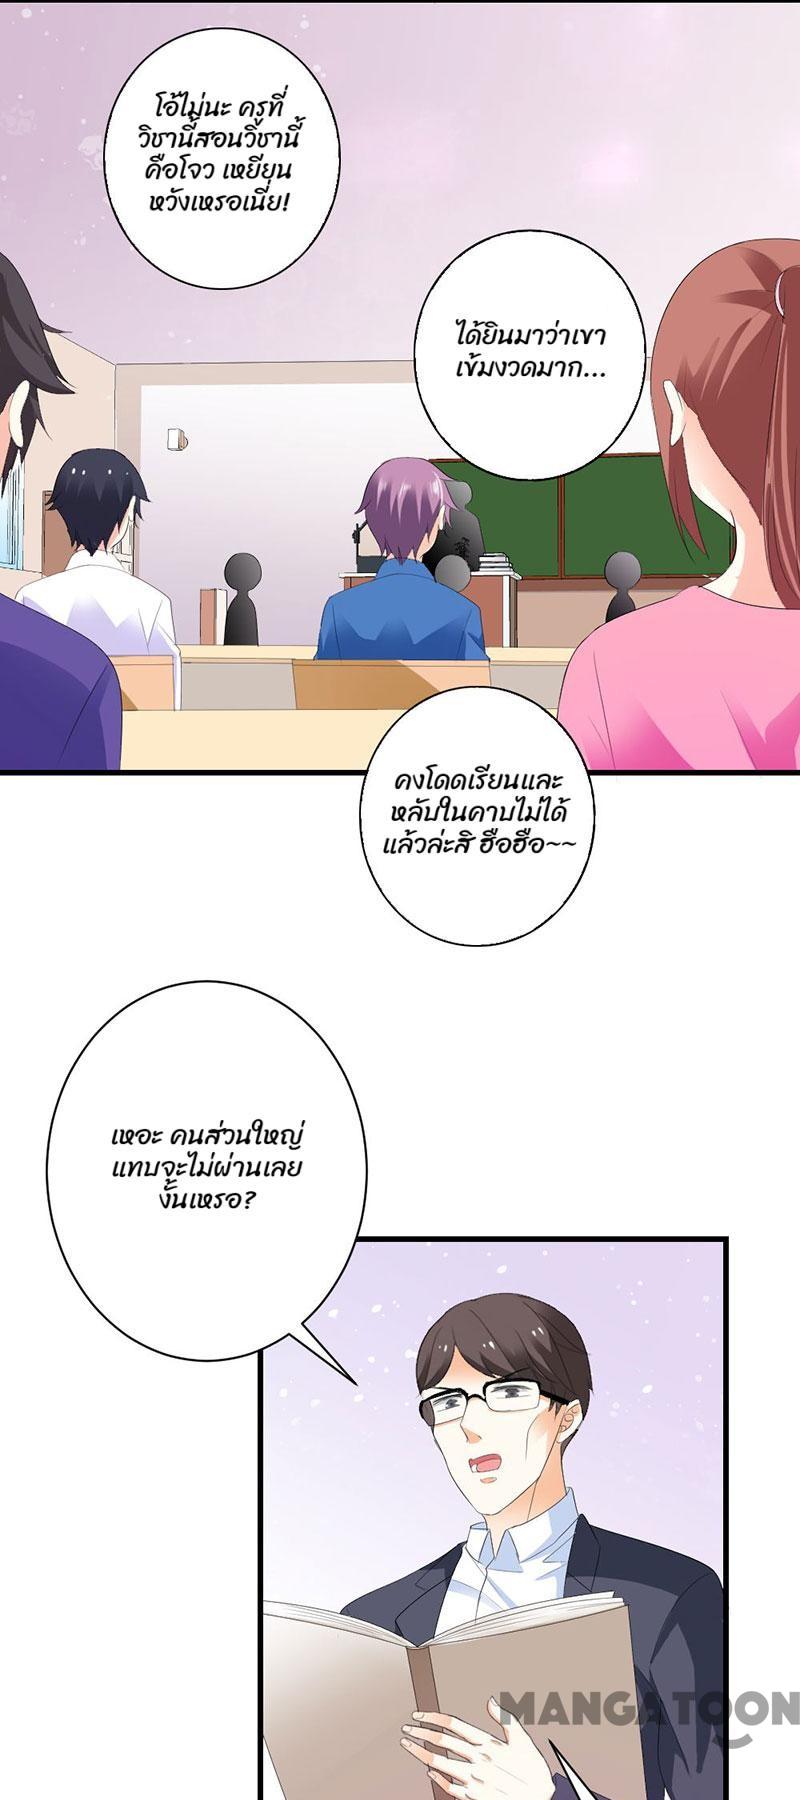 โอ้ไม่นะ ครูที่
วิชานี้สอนวิชานี้
คือโจว เหยียน
หวังเหรอเนี่ย!
ได้ยินมาว่าเขา
เข้มงวดมาก...
คงโดดเรียนและ
หลับในคาบไม่ได้
แล้วล่ะสิ ฮือฮือ~~
เหอะ คนส่วนใหญ่
แทบจะไม่ผ่านเลย
งั้นเหรอ?
MANGATOON